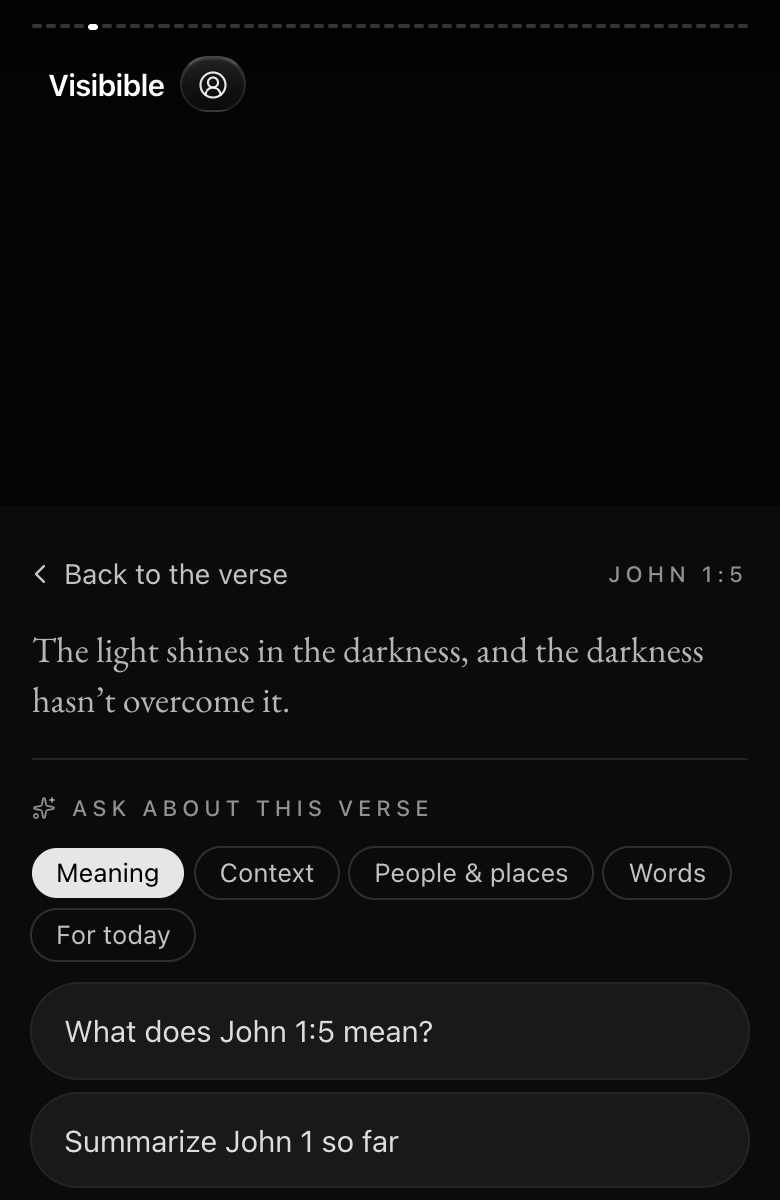 Visibible
Back to the verse
JOHN 1:5
The light shines in the darkness, and the darkness
hasn’t overcome it.
ASK ABOUT THIS VERSE
Meaning
Context
People & places
Words
For today
What does John 1:5 mean?
Summarize John 1 so far